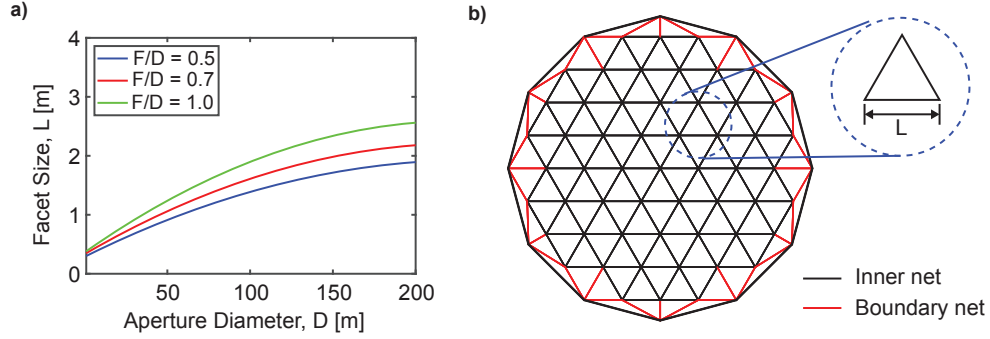 a)
Facet Size, L [m]
4
3
2
1
0
F/D = 0.5
F/D = 0.7
F/D = 1.0
50
100
150
200
Aperture Diameter, D [m]
b)
L
Inner net
Boundary net